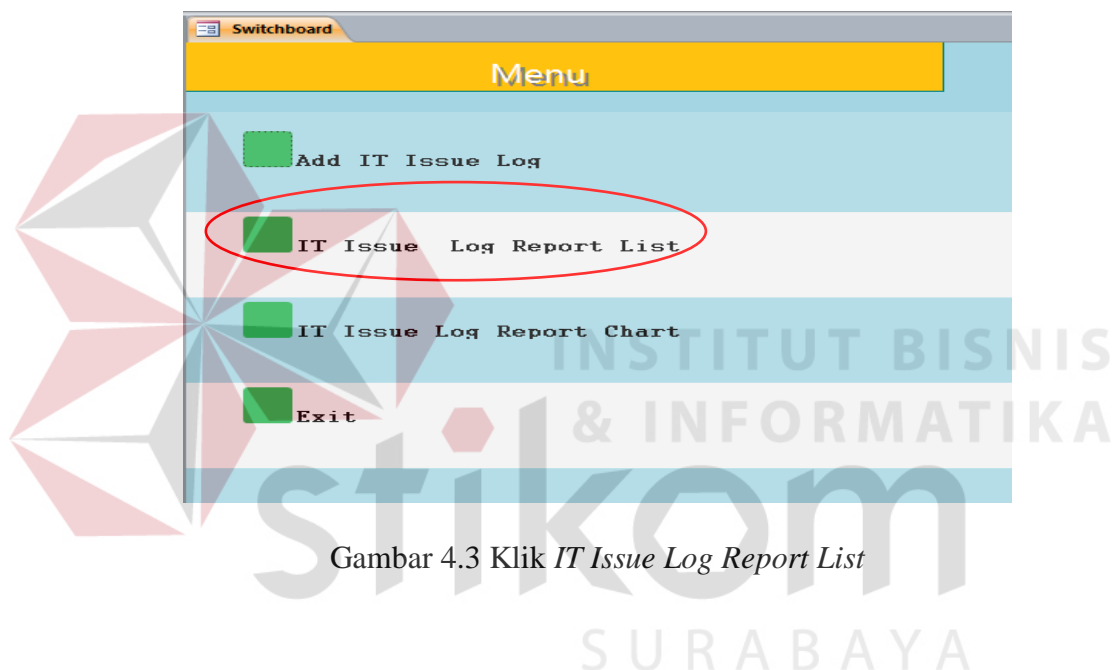 Switchboard
Menu
Add IT Issue Log
IT Issue Log Report List
IT Issue Log Report Chart
Exit
INSTITUT BISNIS
& INFORMATIKA
stikom
SURABAYA
Gambar 4.3 Klik IT Issue Log Report List